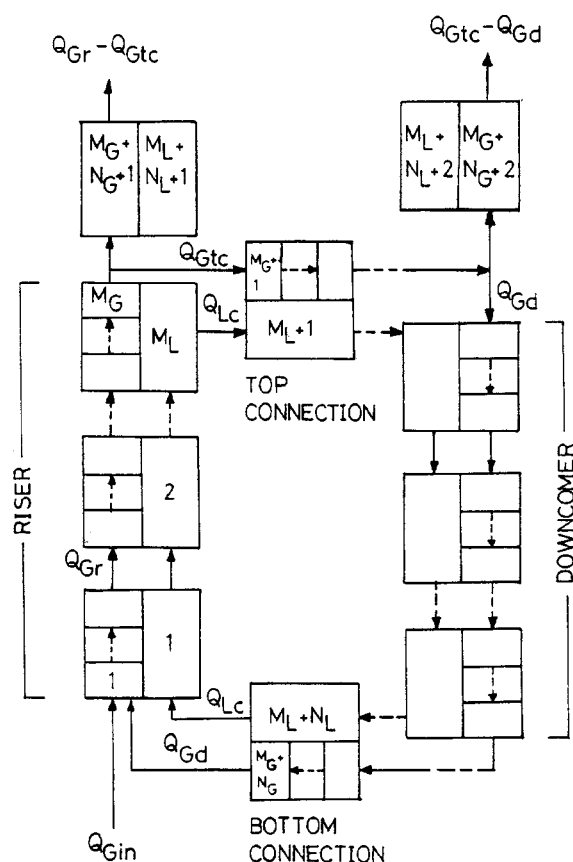 Q_Gr - Q_Gtc
Q_Gtc - Q_Gd
M_G+ M_L+
N_G+1 N_L+1
M_L+ M_G+
N_L+2 N_G+2
Q_Gtc
M_G+
1
Q_Gd
M_G
M_L
Q_Lc
M_L+1
TOP
CONNECTION
RISER
DOWNCOMER
2
Q_Gr
1
1
Q_Lc
M_L+N_L
Q_Gd
M_G+
N_G
BOTTOM
CONNECTION
Q_Gin